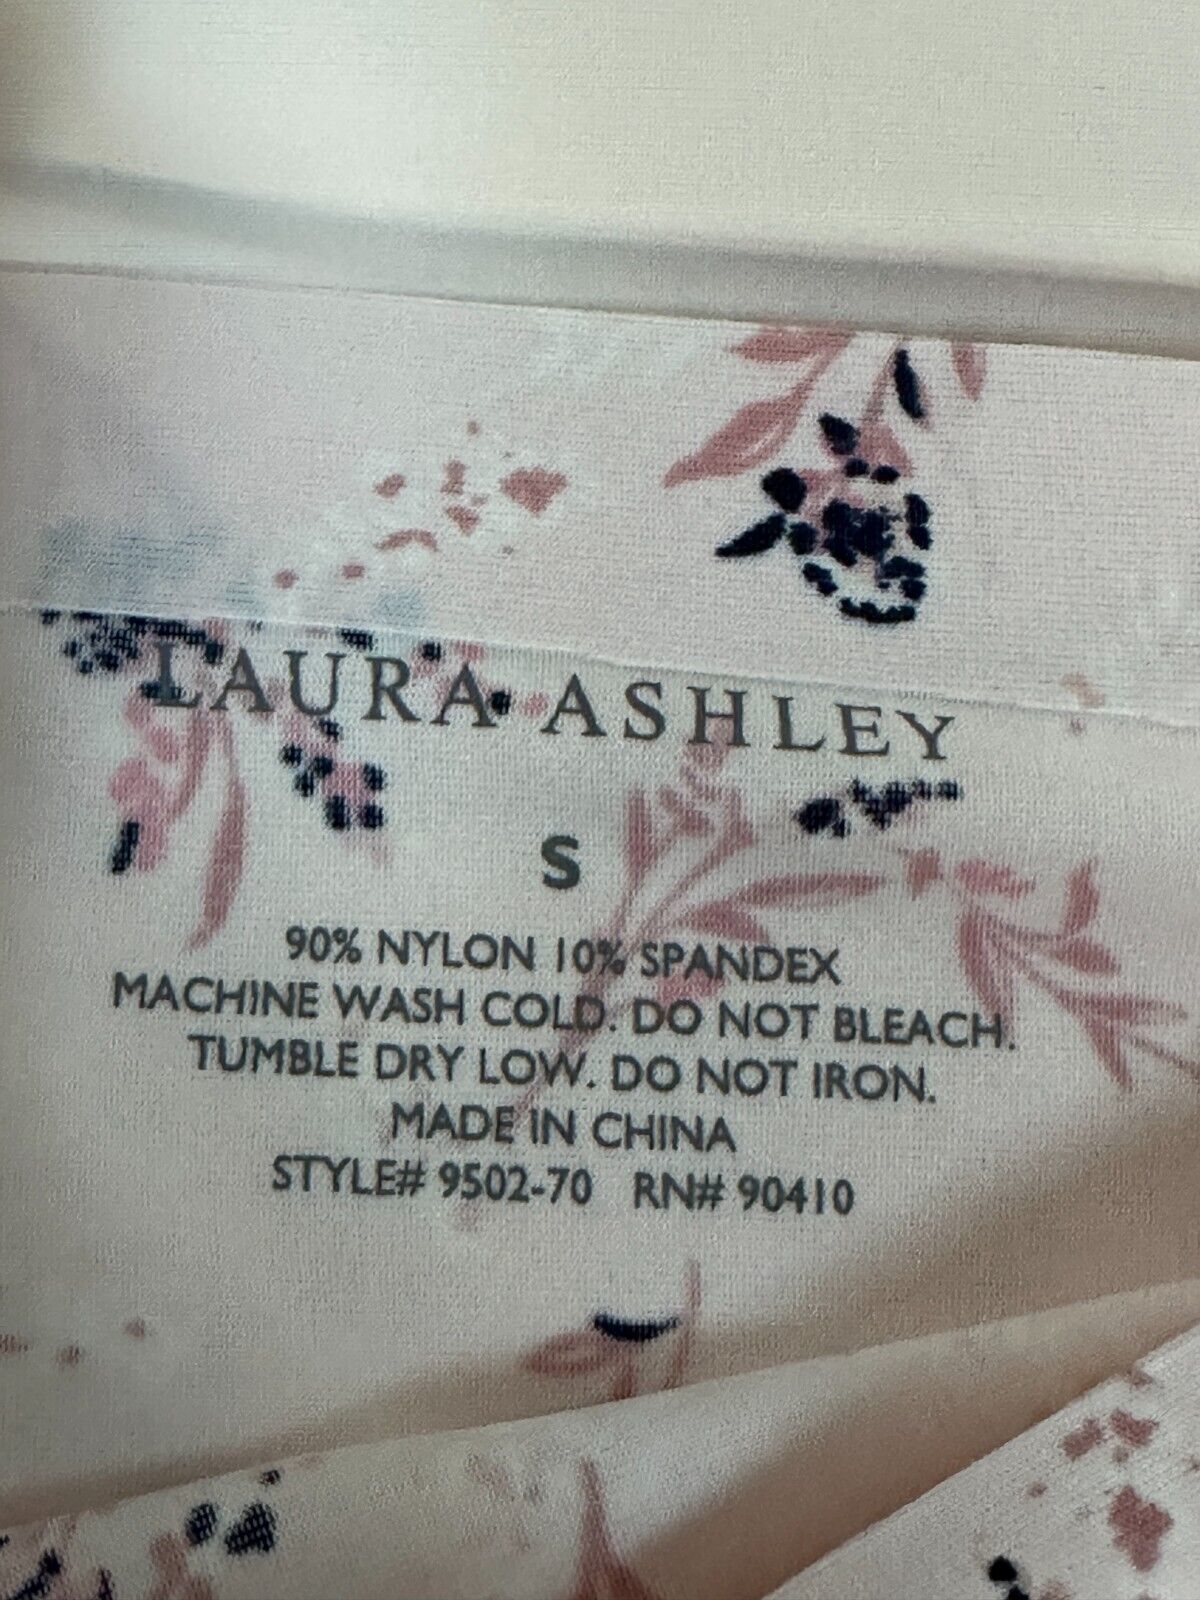 LAURA ASHLEY
S
90% NYLON 10% SPANDEX
MACHINE WASH COLD. DO NOT BLEACH.
TUMBLE DRY LOW. DO NOT IRON.
MADE IN CHINA
STYLE# 9502-70 RN# 90410